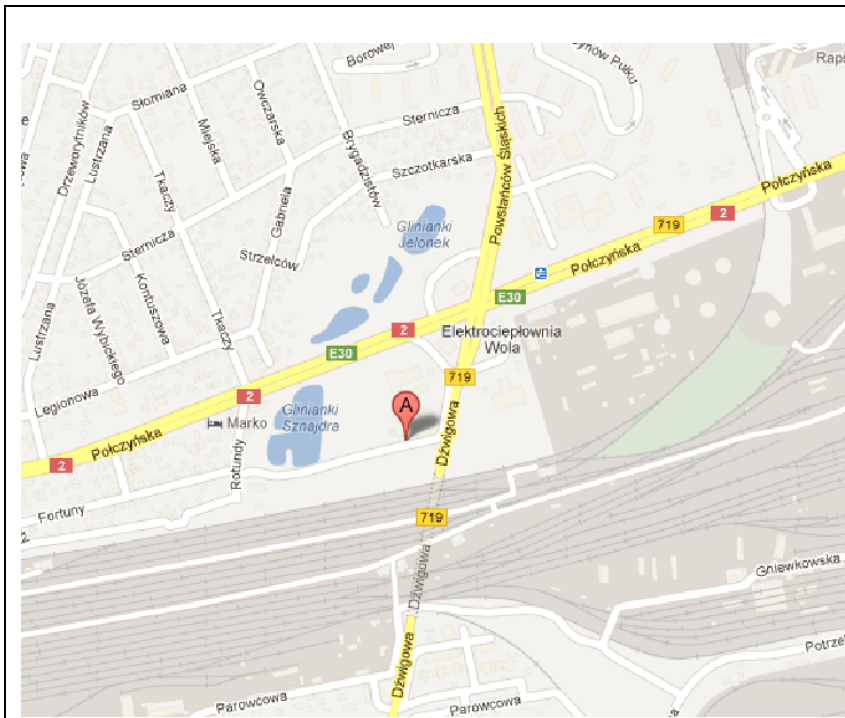 Borowej
Raps
Słomiana
Owczarska
Drzeworytników
Lustrzana
Miejska
Sternicza
Brygadzistów
Szczotkarska
Powstańców Śląskich
Tkaczy
Gabriela
Połczyńska
2
719
Glinianki
Jelonek
Sternicza
Strzelców
Połczyńska
Kontuszowa
Józefa Wybickiego
E30
Lustrzana
Tkaczy
2
Elektrociepłownia
Wola
E30
Legionowa
719
2
A
Glinianki
Sznajdra
Marko
Dźwigowa
Połczyńska
2
Rotundy
Fortuny
719
Dźwigowa
Gniewkowska
Dźwigowa
Parowcowa
Parowcowa